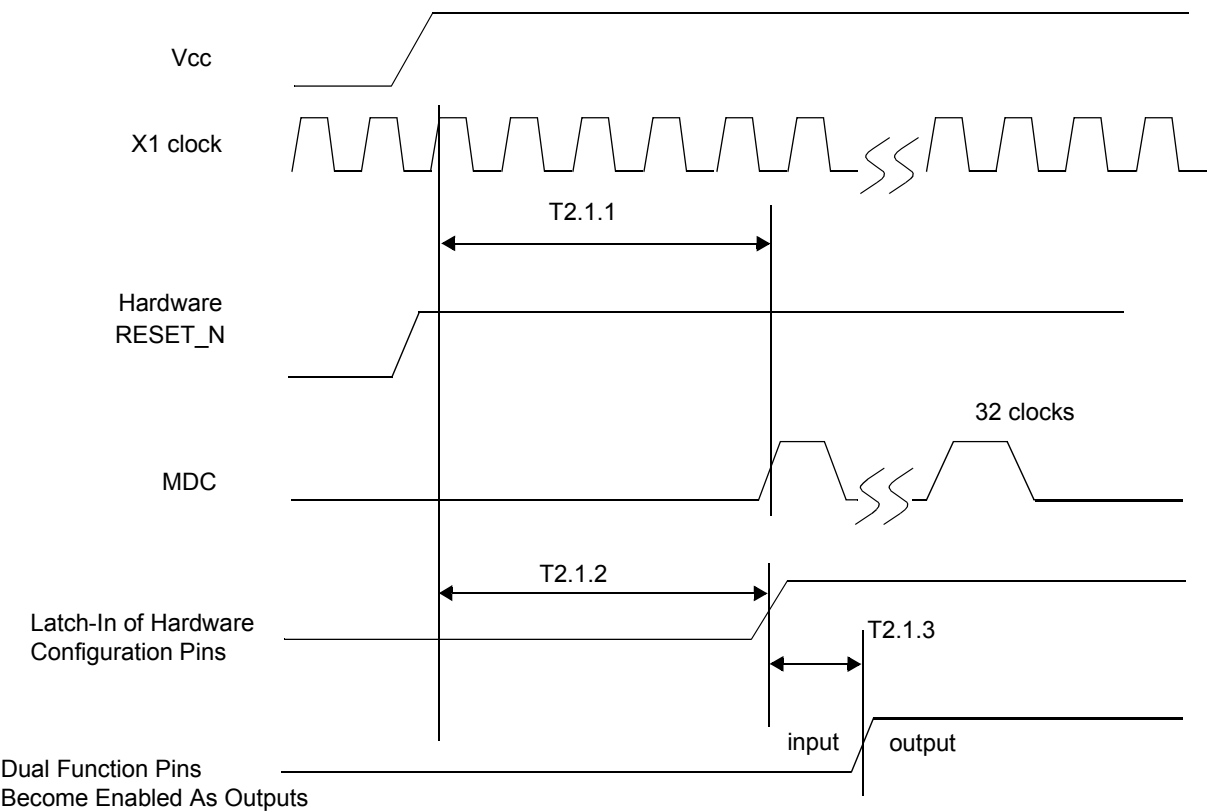 Vcc
X1 clock
T2.1.1
Hardware
RESET_N
32 clocks
MDC
T2.1.2
Latch-In of Hardware
Configuration Pins
T2.1.3
input
output
Dual Function Pins
Become Enabled As Outputs